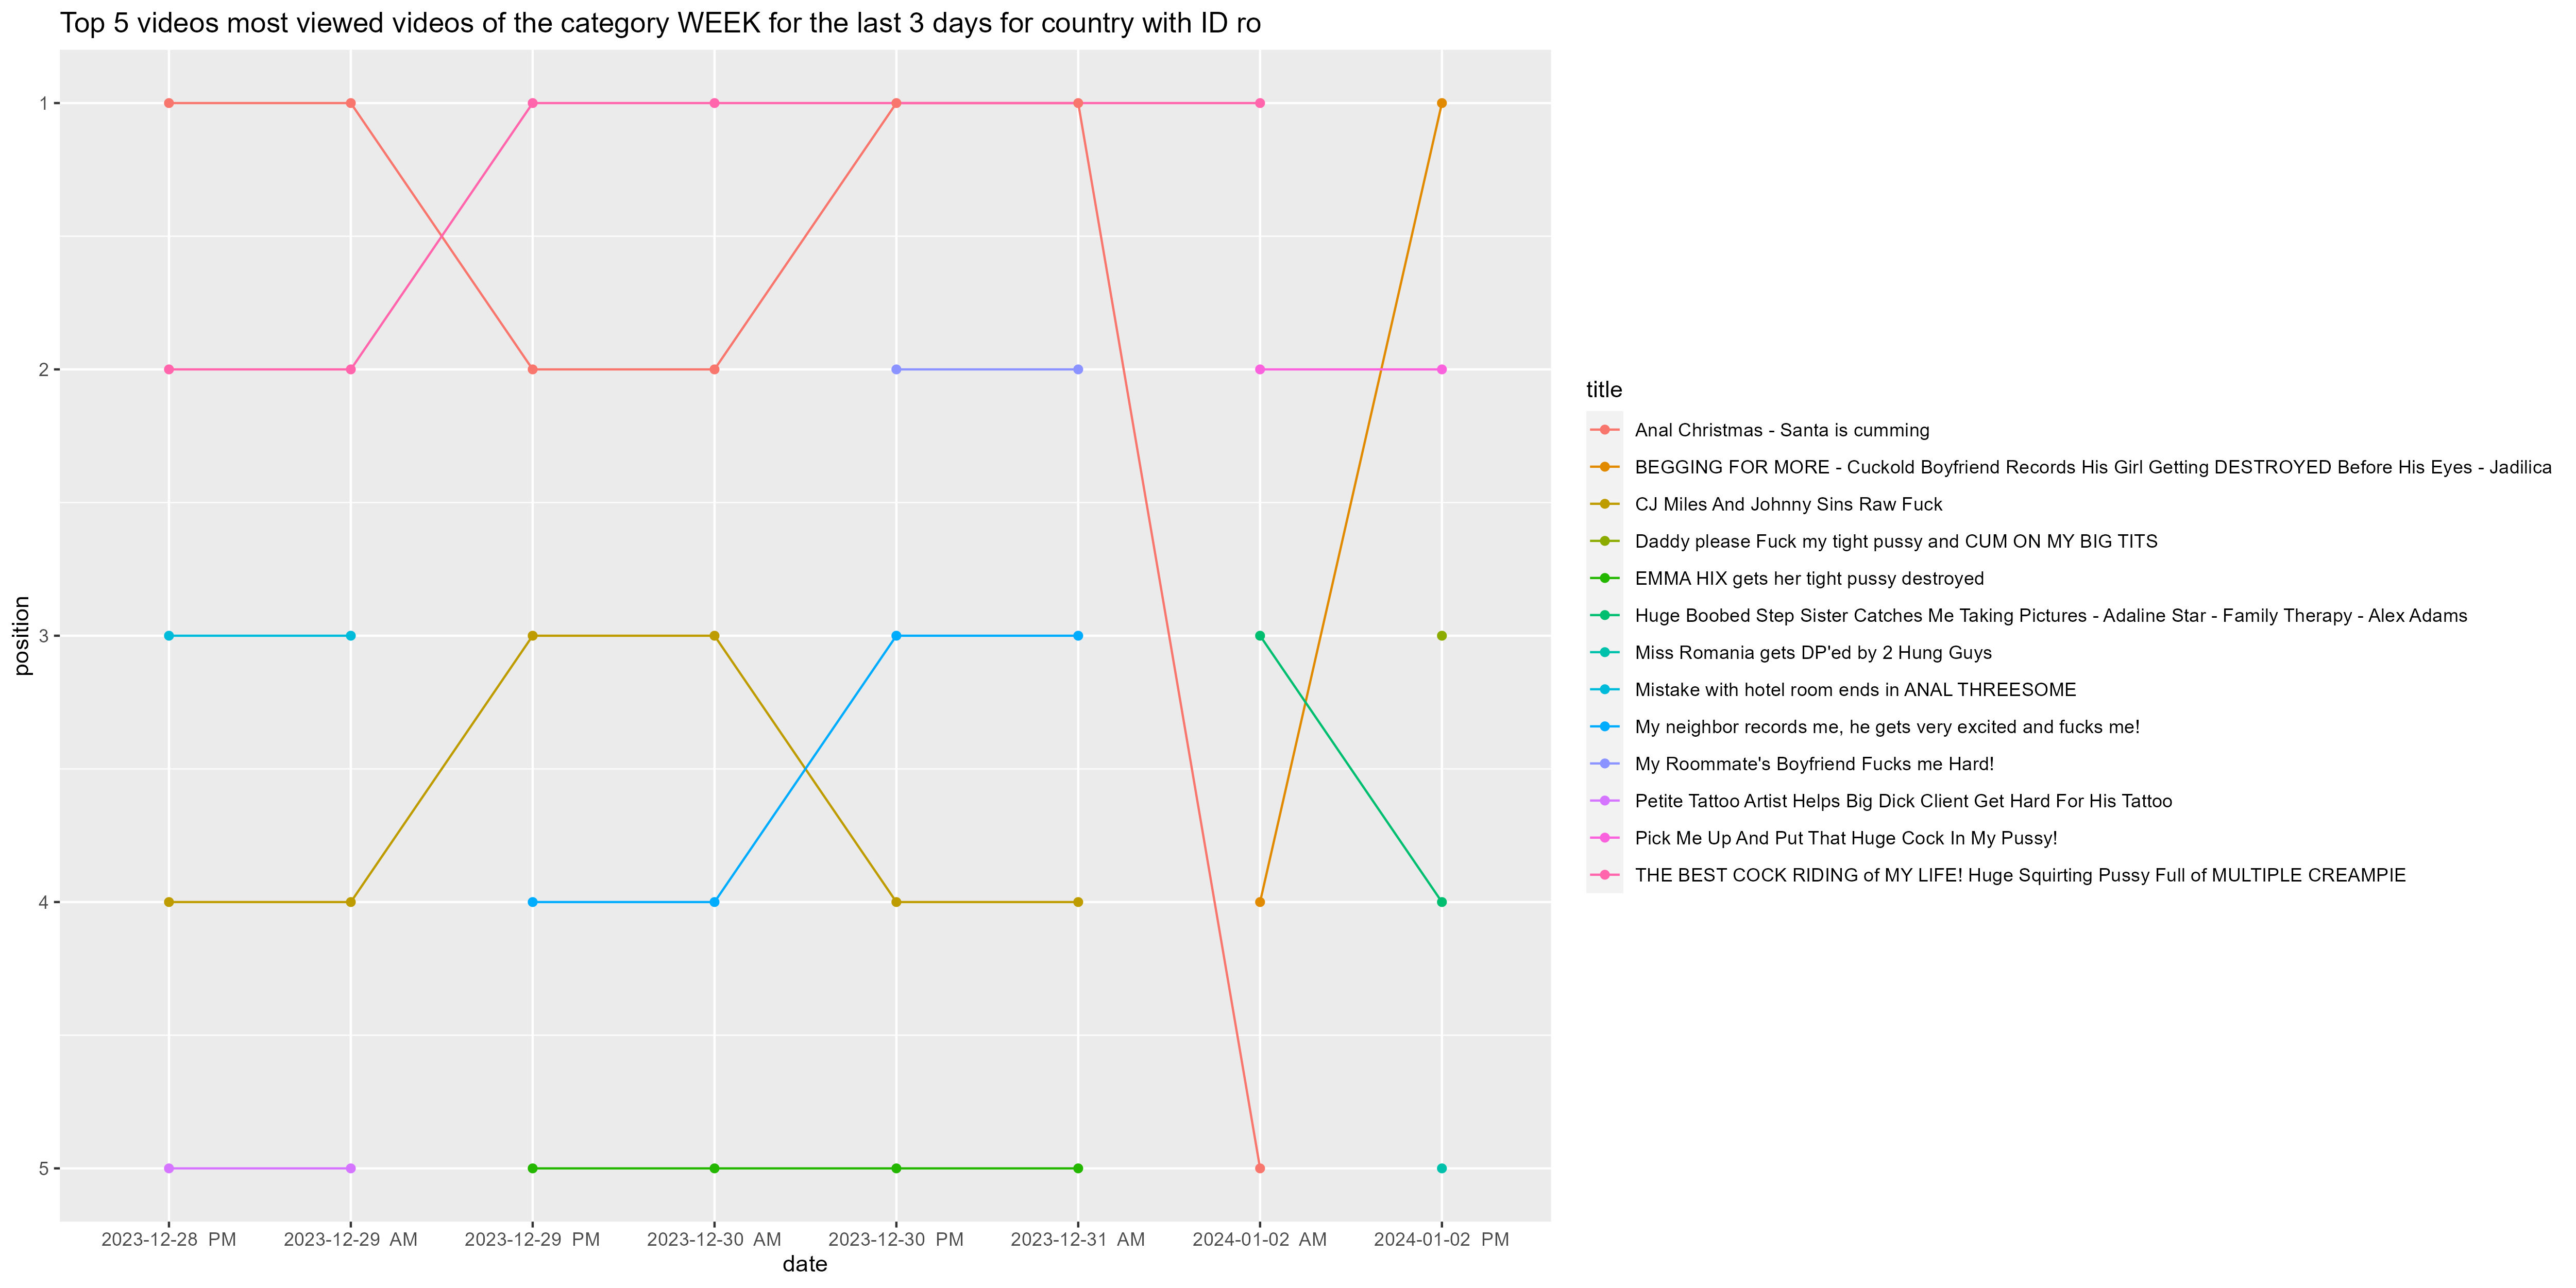 Top 5 videos most viewed videos of the category WEEK for the last 3 days for country with ID ro
position
1
2
3
4
5
2023-12-28 PM
2023-12-29 AM
2023-12-29 PM
2023-12-30 AM
2023-12-30 PM
2023-12-31 AM
2024-01-02 AM
2024-01-02 PM
date
title
Anal Christmas - Santa is cumming
BEGGING FOR MORE - Cuckold Boyfriend Records His Girl Getting DESTROYED Before His Eyes - Jadilica
CJ Miles And Johnny Sins Raw Fuck
Daddy please Fuck my tight pussy and CUM ON MY BIG TITS
EMMA HIX gets her tight pussy destroyed
Huge Boobed Step Sister Catches Me Taking Pictures - Adaline Star - Family Therapy - Alex Adams
Miss Romania gets DP'ed by 2 Hung Guys
Mistake with hotel room ends in ANAL THREESOME
My neighbor records me, he gets very excited and fucks me!
My Roommate's Boyfriend Fucks me Hard!
Petite Tattoo Artist Helps Big Dick Client Get Hard For His Tattoo
Pick Me Up And Put That Huge Cock In My Pussy!
THE BEST COCK RIDING of MY LIFE! Huge Squirting Pussy Full of MULTIPLE CREAMPIE